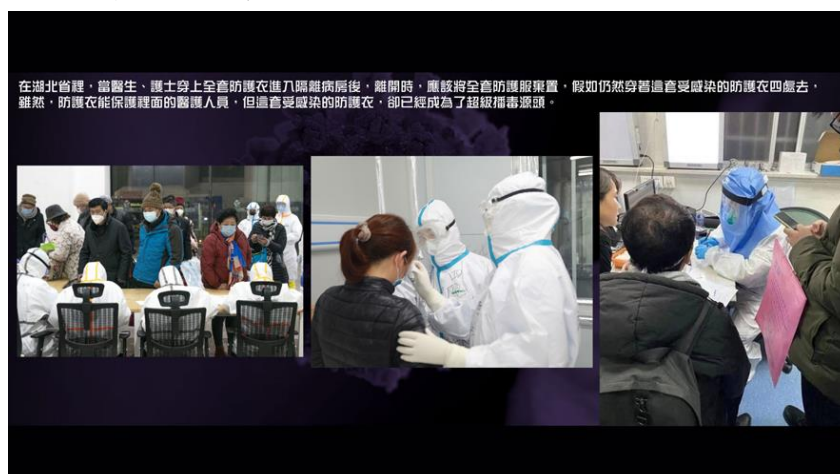 在湖北省裡，當醫生、護士穿上全套防護衣進入隔離病房後，離開時，應該將全套防護服棄置，假如仍然穿著這套受感染的防護衣四處去，
雖然，防護衣能保護裡面的醫護人員，但這套受感染的防護衣，卻已經成為了超級播毒源頭。